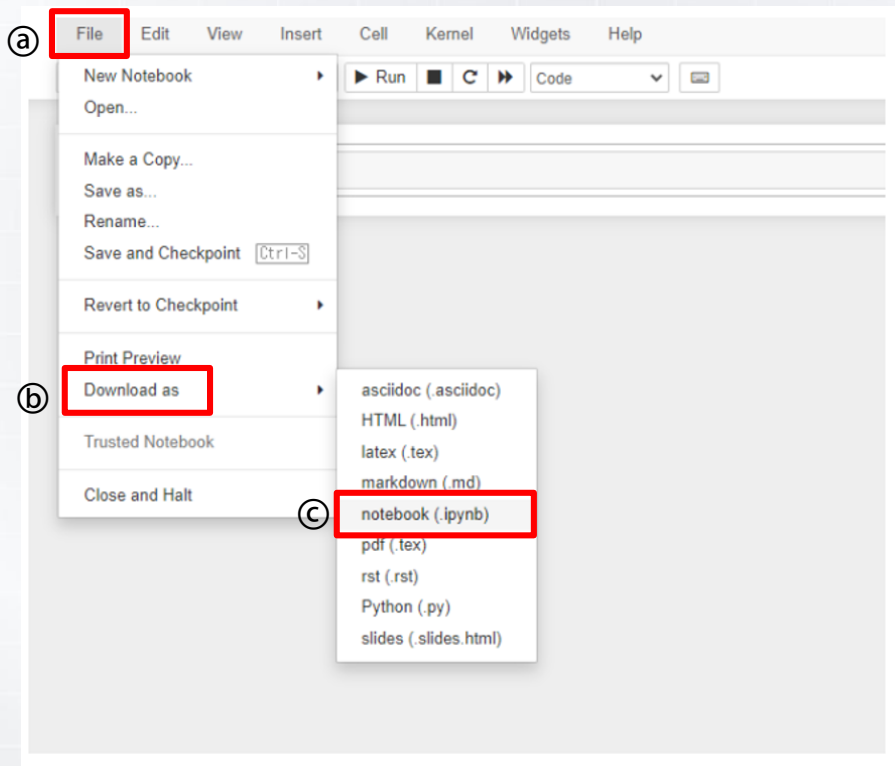 ⓐ File Edit View Insert Cell Kernel Widgets Help
New Notebook
Run Code
Open...
Make a Copy...
Save as...
Rename...
Save and Checkpoint Ctrl-S
Revert to Checkpoint
Print Preview
ⓑ Download as
Trusted Notebook
Close and Halt
asciidoc (.asciidoc)
HTML (.html)
latex (.tex)
markdown (.md)
ⓒ notebook (.ipynb)
pdf (.tex)
rst (.rst)
Python (.py)
slides (.slides.html)